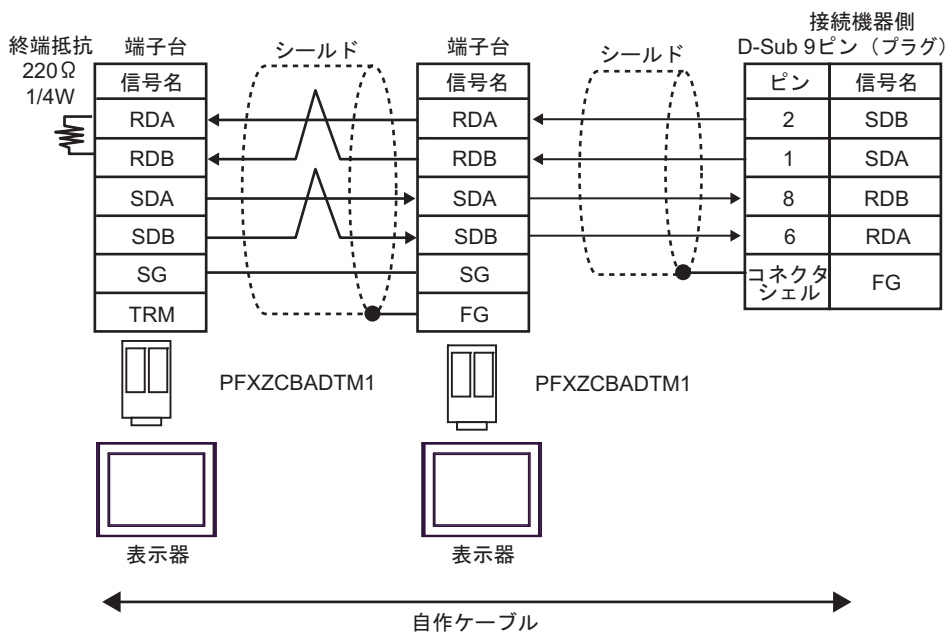 接続機器側
終端抵抗 端子台 シールド 端子台 シールド D-Sub 9ピン（プラグ）
220Ω
1/4W
信号名 信号名 ピン 信号名
RDA RDA 2 SDB
RDB RDB 1 SDA
SDA SDA 8 RDB
SDB SDB 6 RDA
SG SG コネクタ
シェル FG
TRM FG
PFXZCBADTM1 PFXZCBADTM1
表示器 表示器
自作ケーブル